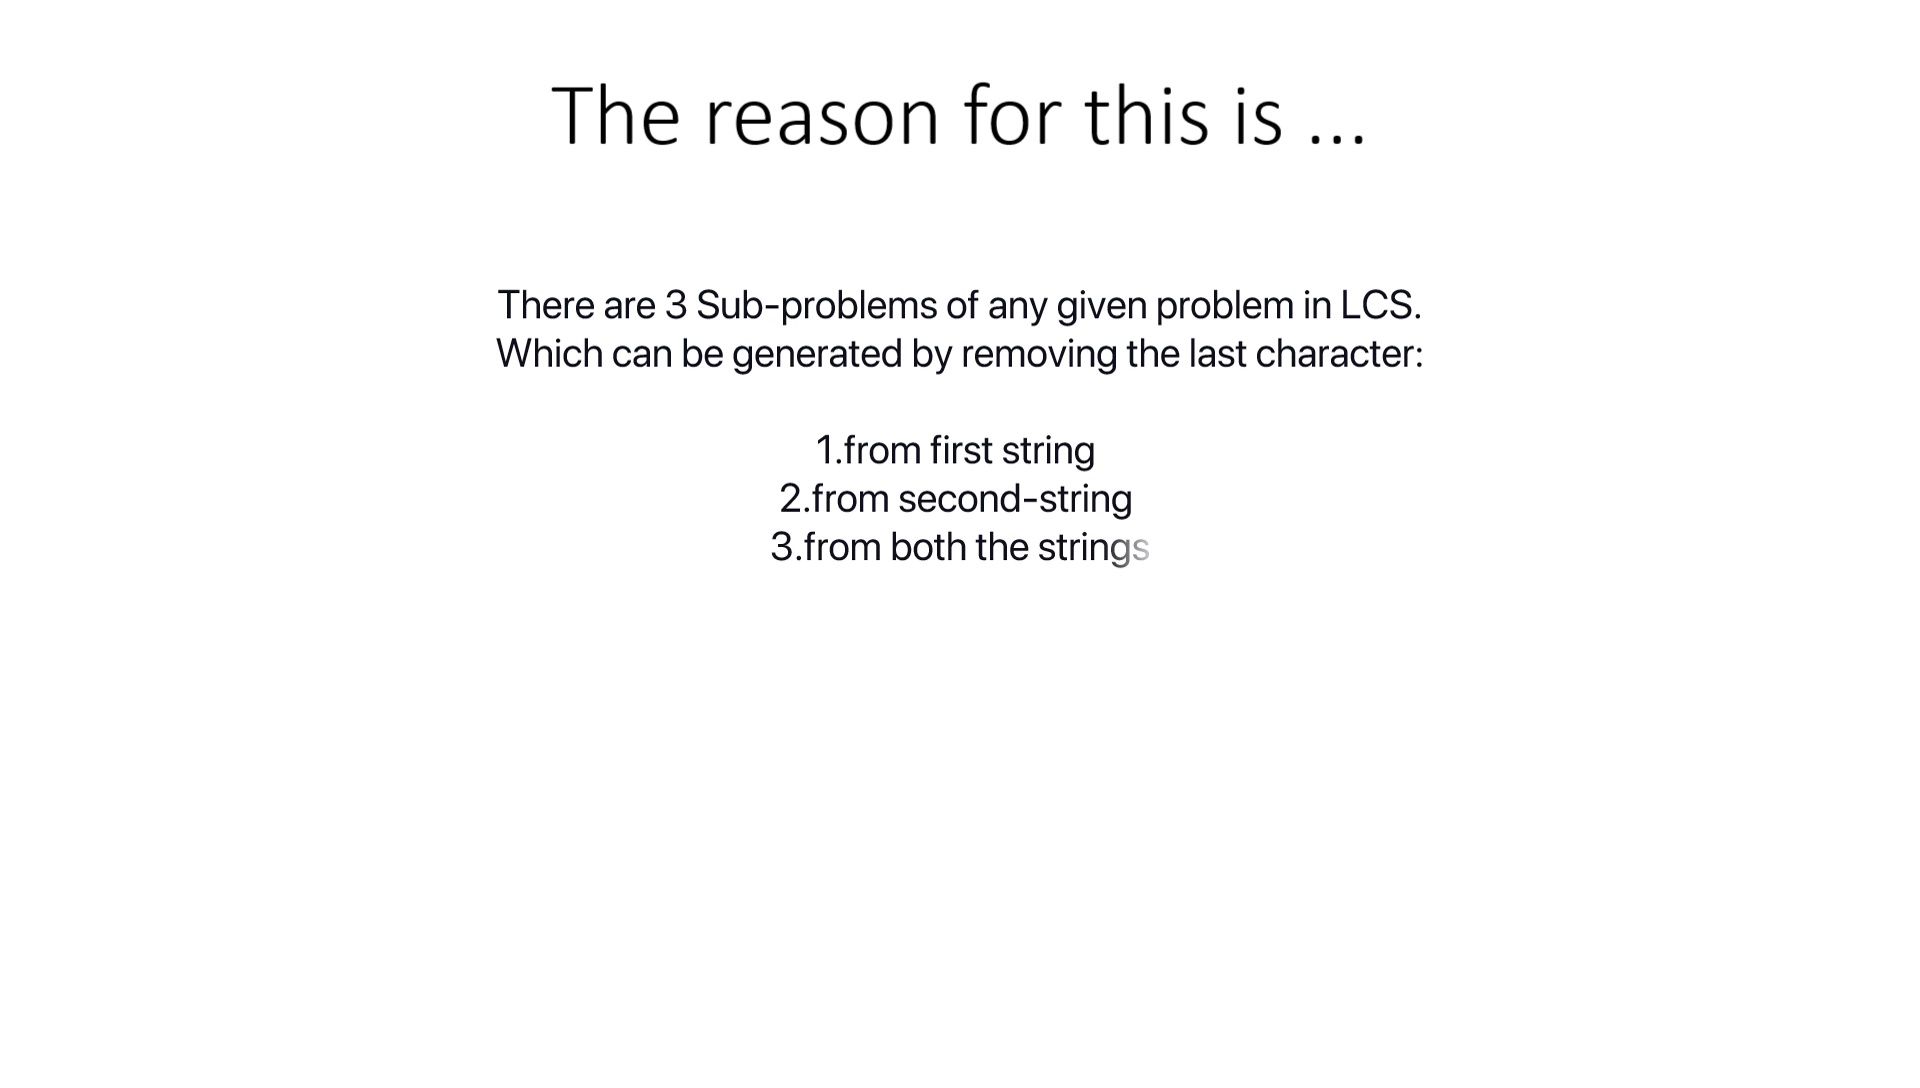 The reason for this is ...
There are 3 Sub-problems of any given problem in LCS.
Which can be generated by removing the last character:
1.from first string
2.from second-string
3.from both the strings